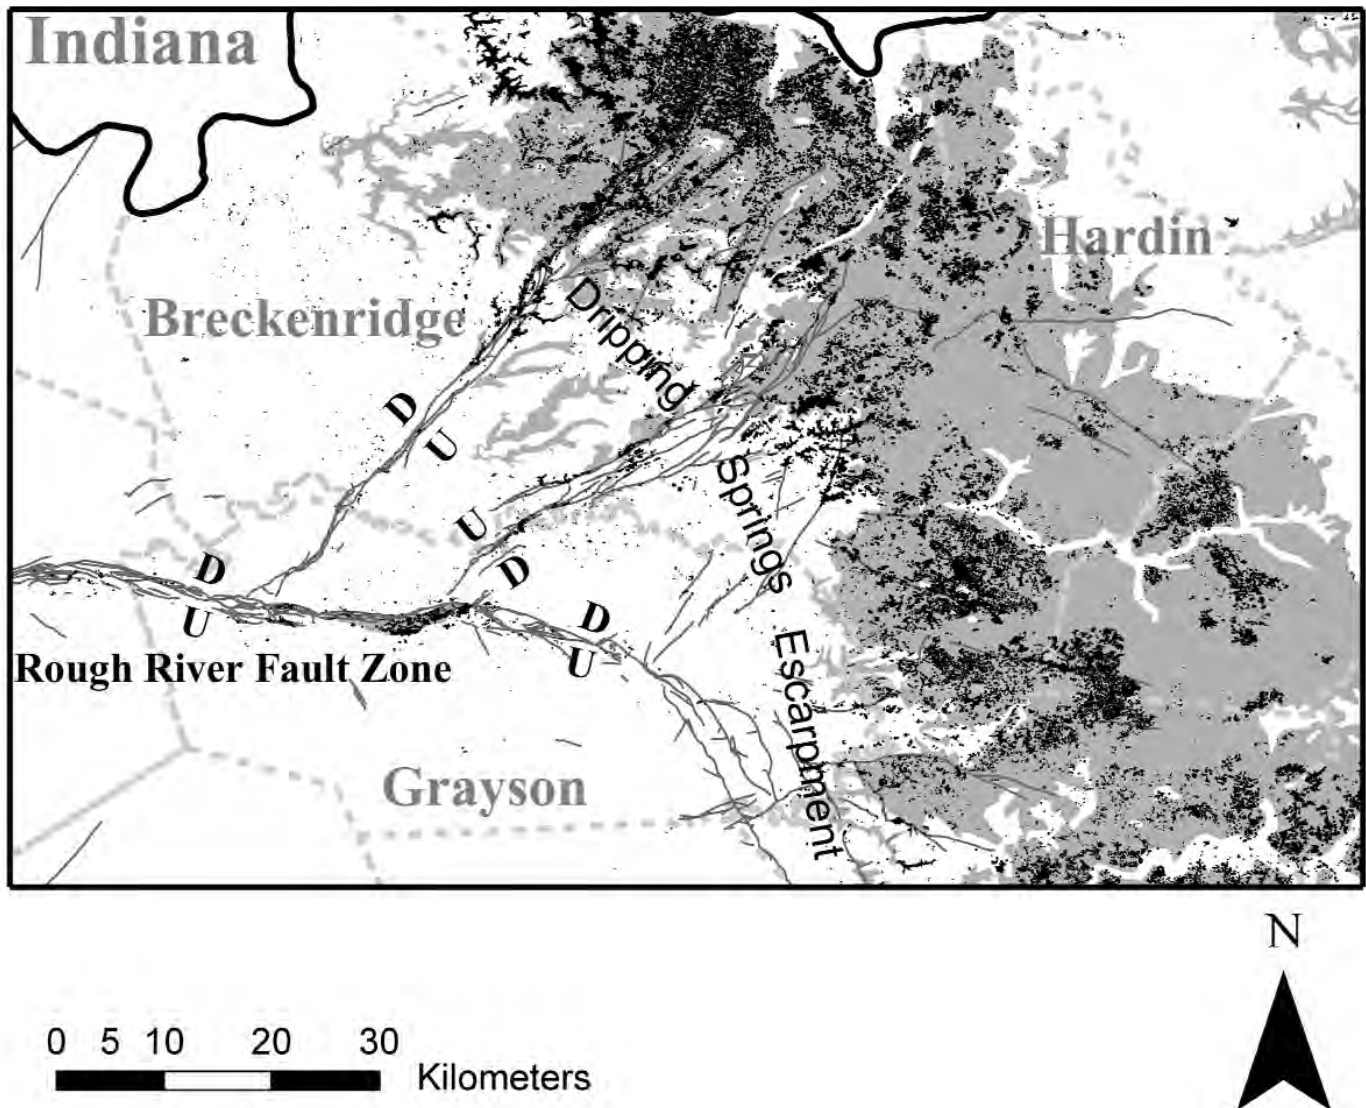 Indiana
Hardin
Breckenridge
Dripping
D
U
Springs
U
D
D
U
D
U
Rough River Fault Zone
Escarpment
Grayson
N
0 5 10 20 30
Kilometers